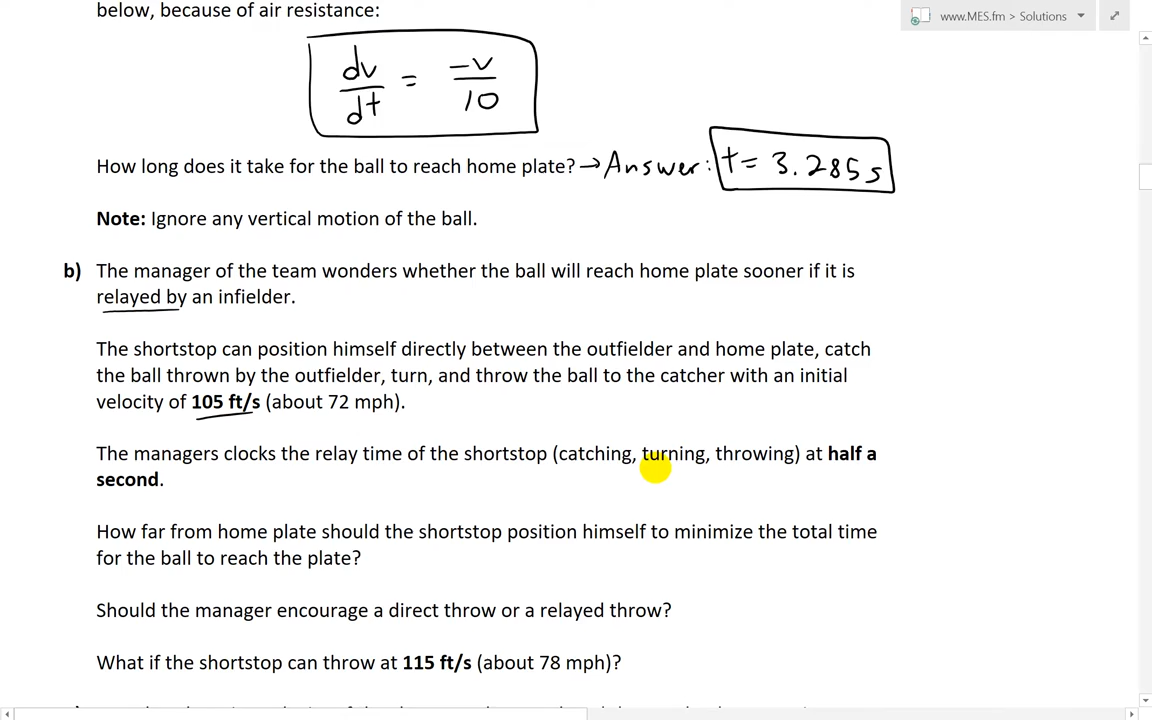 below, because of air resistance:
www.MES.fm > Solutions
dv/dt = -v/10
How long does it take for the ball to reach home plate? → Answer: t = 3.285 s
Note: Ignore any vertical motion of the ball.
b) The manager of the team wonders whether the ball will reach home plate sooner if it is
relayed by an infielder.
The shortstop can position himself directly between the outfielder and home plate, catch
the ball thrown by the outfielder, turn, and throw the ball to the catcher with an initial
velocity of 105 ft/s (about 72 mph).
The managers clocks the relay time of the shortstop (catching, turning, throwing) at half a
second.
How far from home plate should the shortstop position himself to minimize the total time
for the ball to reach the plate?
Should the manager encourage a direct throw or a relayed throw?
What if the shortstop can throw at 115 ft/s (about 78 mph)?